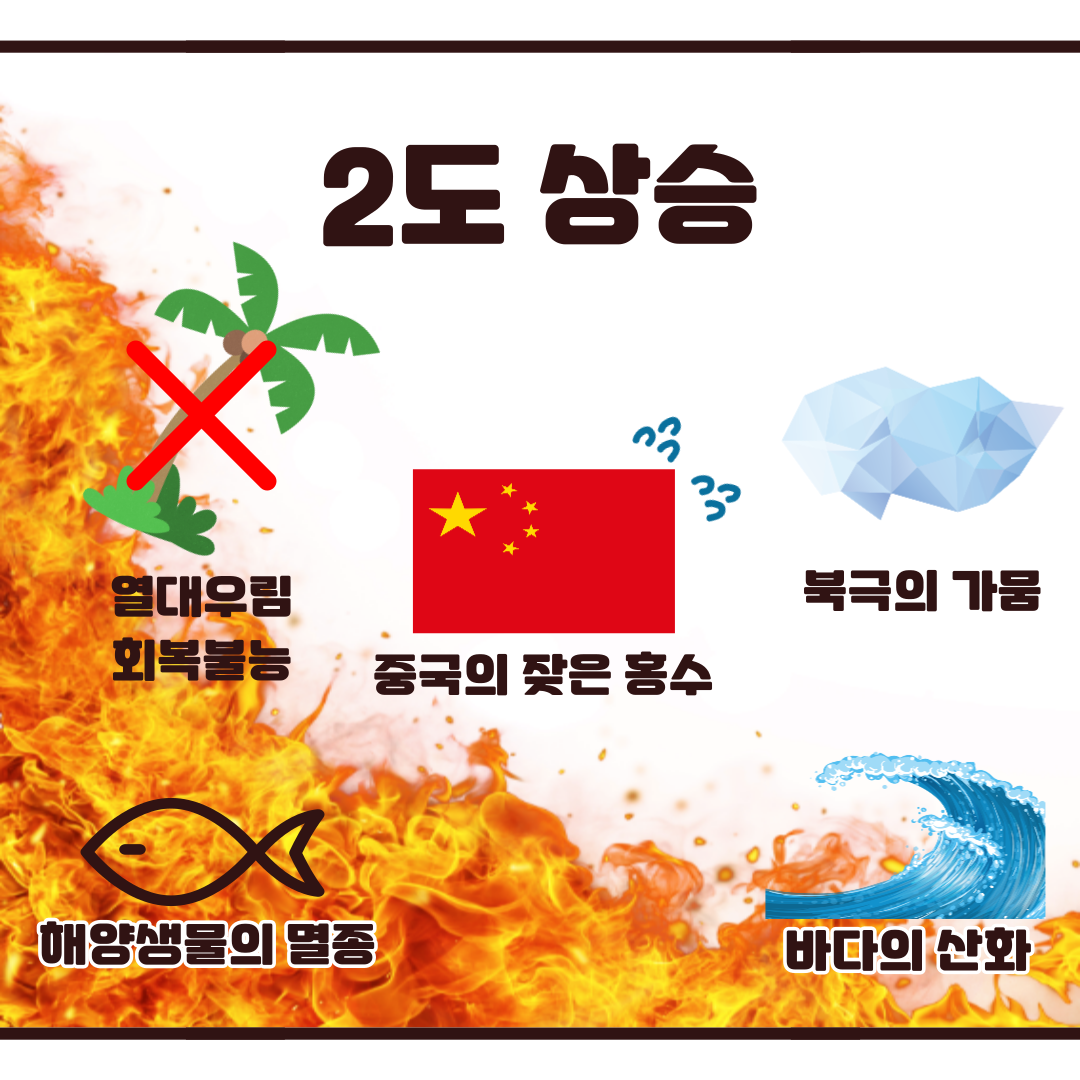 2도 상승
열대우림
회복불능
중국의 잦은 홍수
북극의 가뭄
해양생물의 멸종
바다의 산화